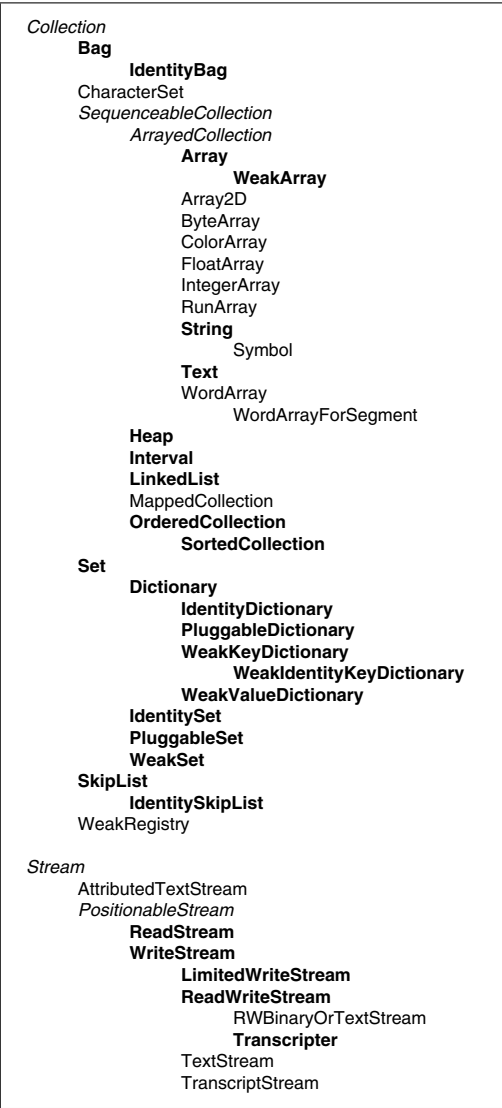 Collection
Bag
IdentityBag
CharacterSet
SequenceableCollection
ArrayedCollection
Array
WeakArray
Array2D
ByteArray
ColorArray
FloatArray
IntegerArray
RunArray
String
Symbol
Text
WordArray
WordArrayForSegment
Heap
Interval
LinkedList
MappedCollection
OrderedCollection
SortedCollection
Set
Dictionary
IdentityDictionary
PluggableDictionary
WeakKeyDictionary
WeakIdentityKeyDictionary
WeakValueDictionary
IdentitySet
PluggableSet
WeakSet
SkipList
IdentitySkipList
WeakRegistry
Stream
AttributedTextStream
PositionableStream
ReadStream
WriteStream
LimitedWriteStream
ReadWriteStream
RWBinaryOrTextStream
Transcripter
TextStream
TranscriptStream